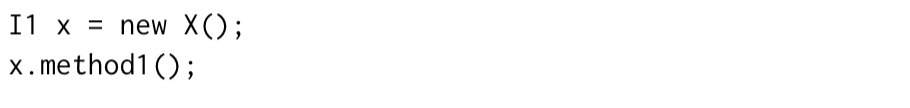 I1 x = new X();
x.method1();